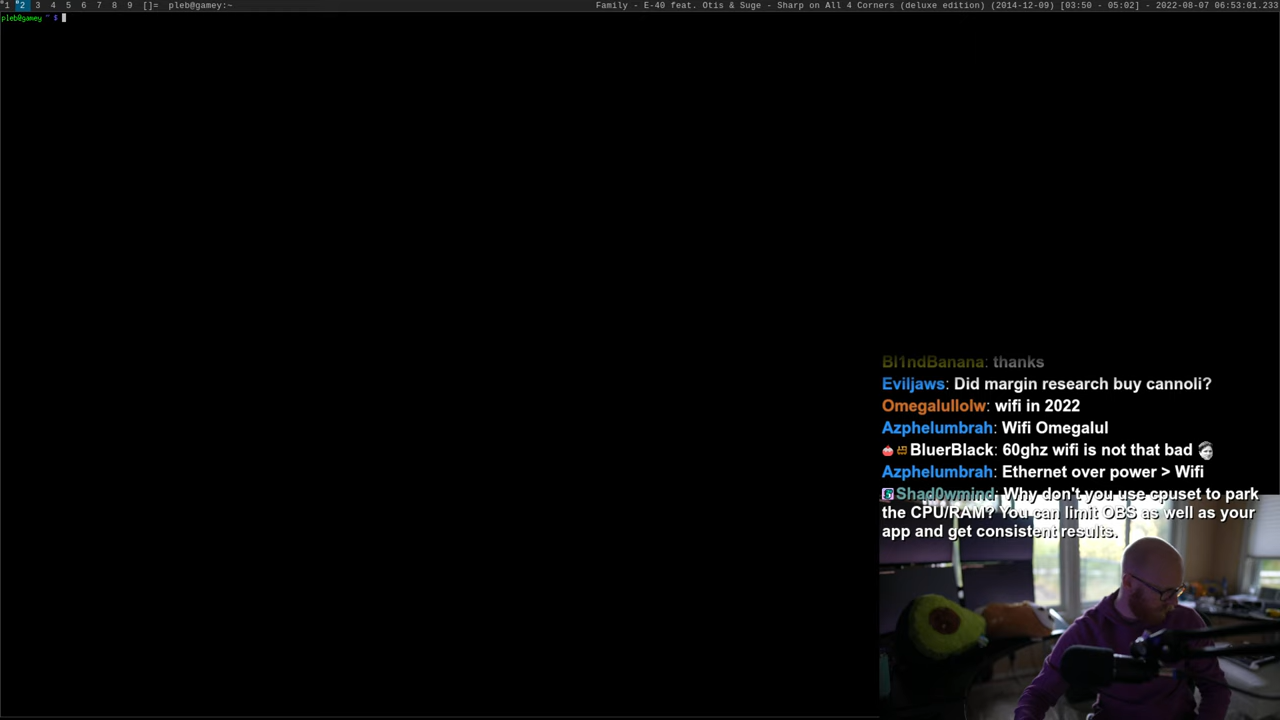 1 2 3 4 5 6 7 8 9 []= pleb@gamey:~ Family - E-40 feat. Otis & Suge - Sharp on All 4 Corners (deluxe edition) (2014-12-09) [03:50 - 05:02] - 2022-08-07 06:53:01.233
pleb@gamey ~ $
Bl1ndBanana: thanks
Eviljaws: Did margin research buy cannoli?
Omegalullolw: wifi in 2022
Azphelumbrah: Wifi Omegalul
BluerBlack: 60ghz wifi is not that bad
Azphelumbrah: Ethernet over power > Wifi
Shad0wmind: Why don't you use cpuset to park
the CPU/RAM? You can limit OBS as well as your
app and get consistent results.